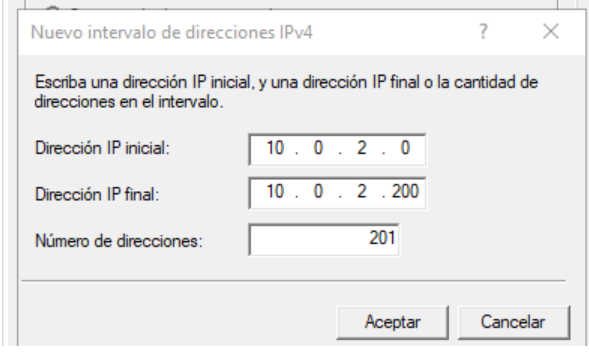 Nuevo intervalo de direcciones IPv4 ?
Escriba una dirección IP inicial, y una dirección IP final o la cantidad de
direcciones en el intervalo.
Dirección IP inicial: 10 . 0 . 2 . 0
Dirección IP final: 10 . 0 . 2 . 200
Número de direcciones: 201
Aceptar Cancelar